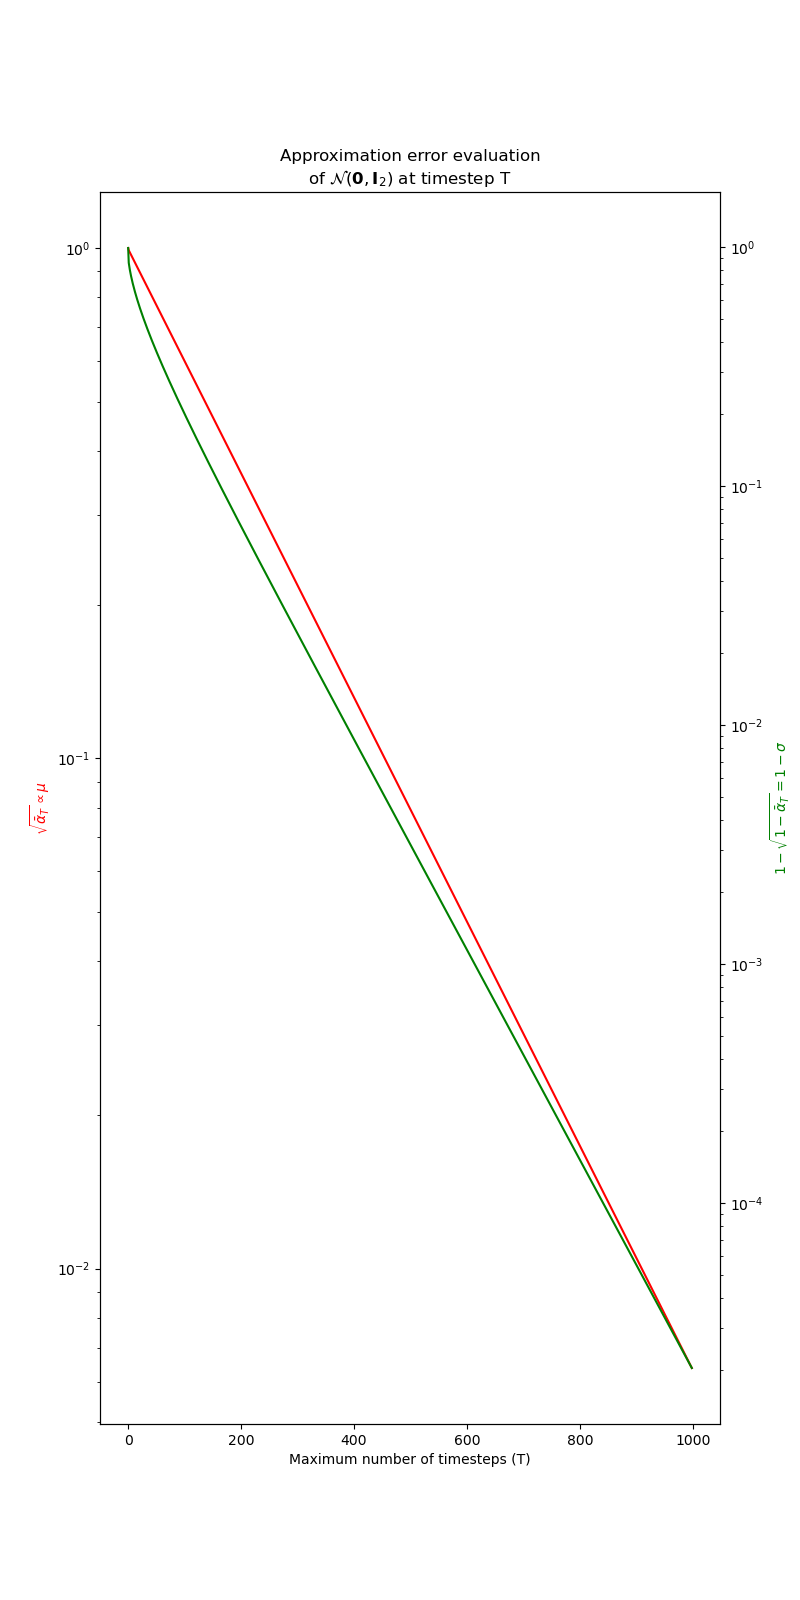 Approximation error evaluation
of 𝒩(𝟎, 𝐈₂) at timestep T
10⁰
10⁻¹
10⁻²
√ᾱ_T ∝ μ
10⁰
10⁻¹
10⁻²
10⁻³
10⁻⁴
1 − √(1 − ᾱ_T) = 1 − σ
0 200 400 600 800 1000
Maximum number of timesteps (T)